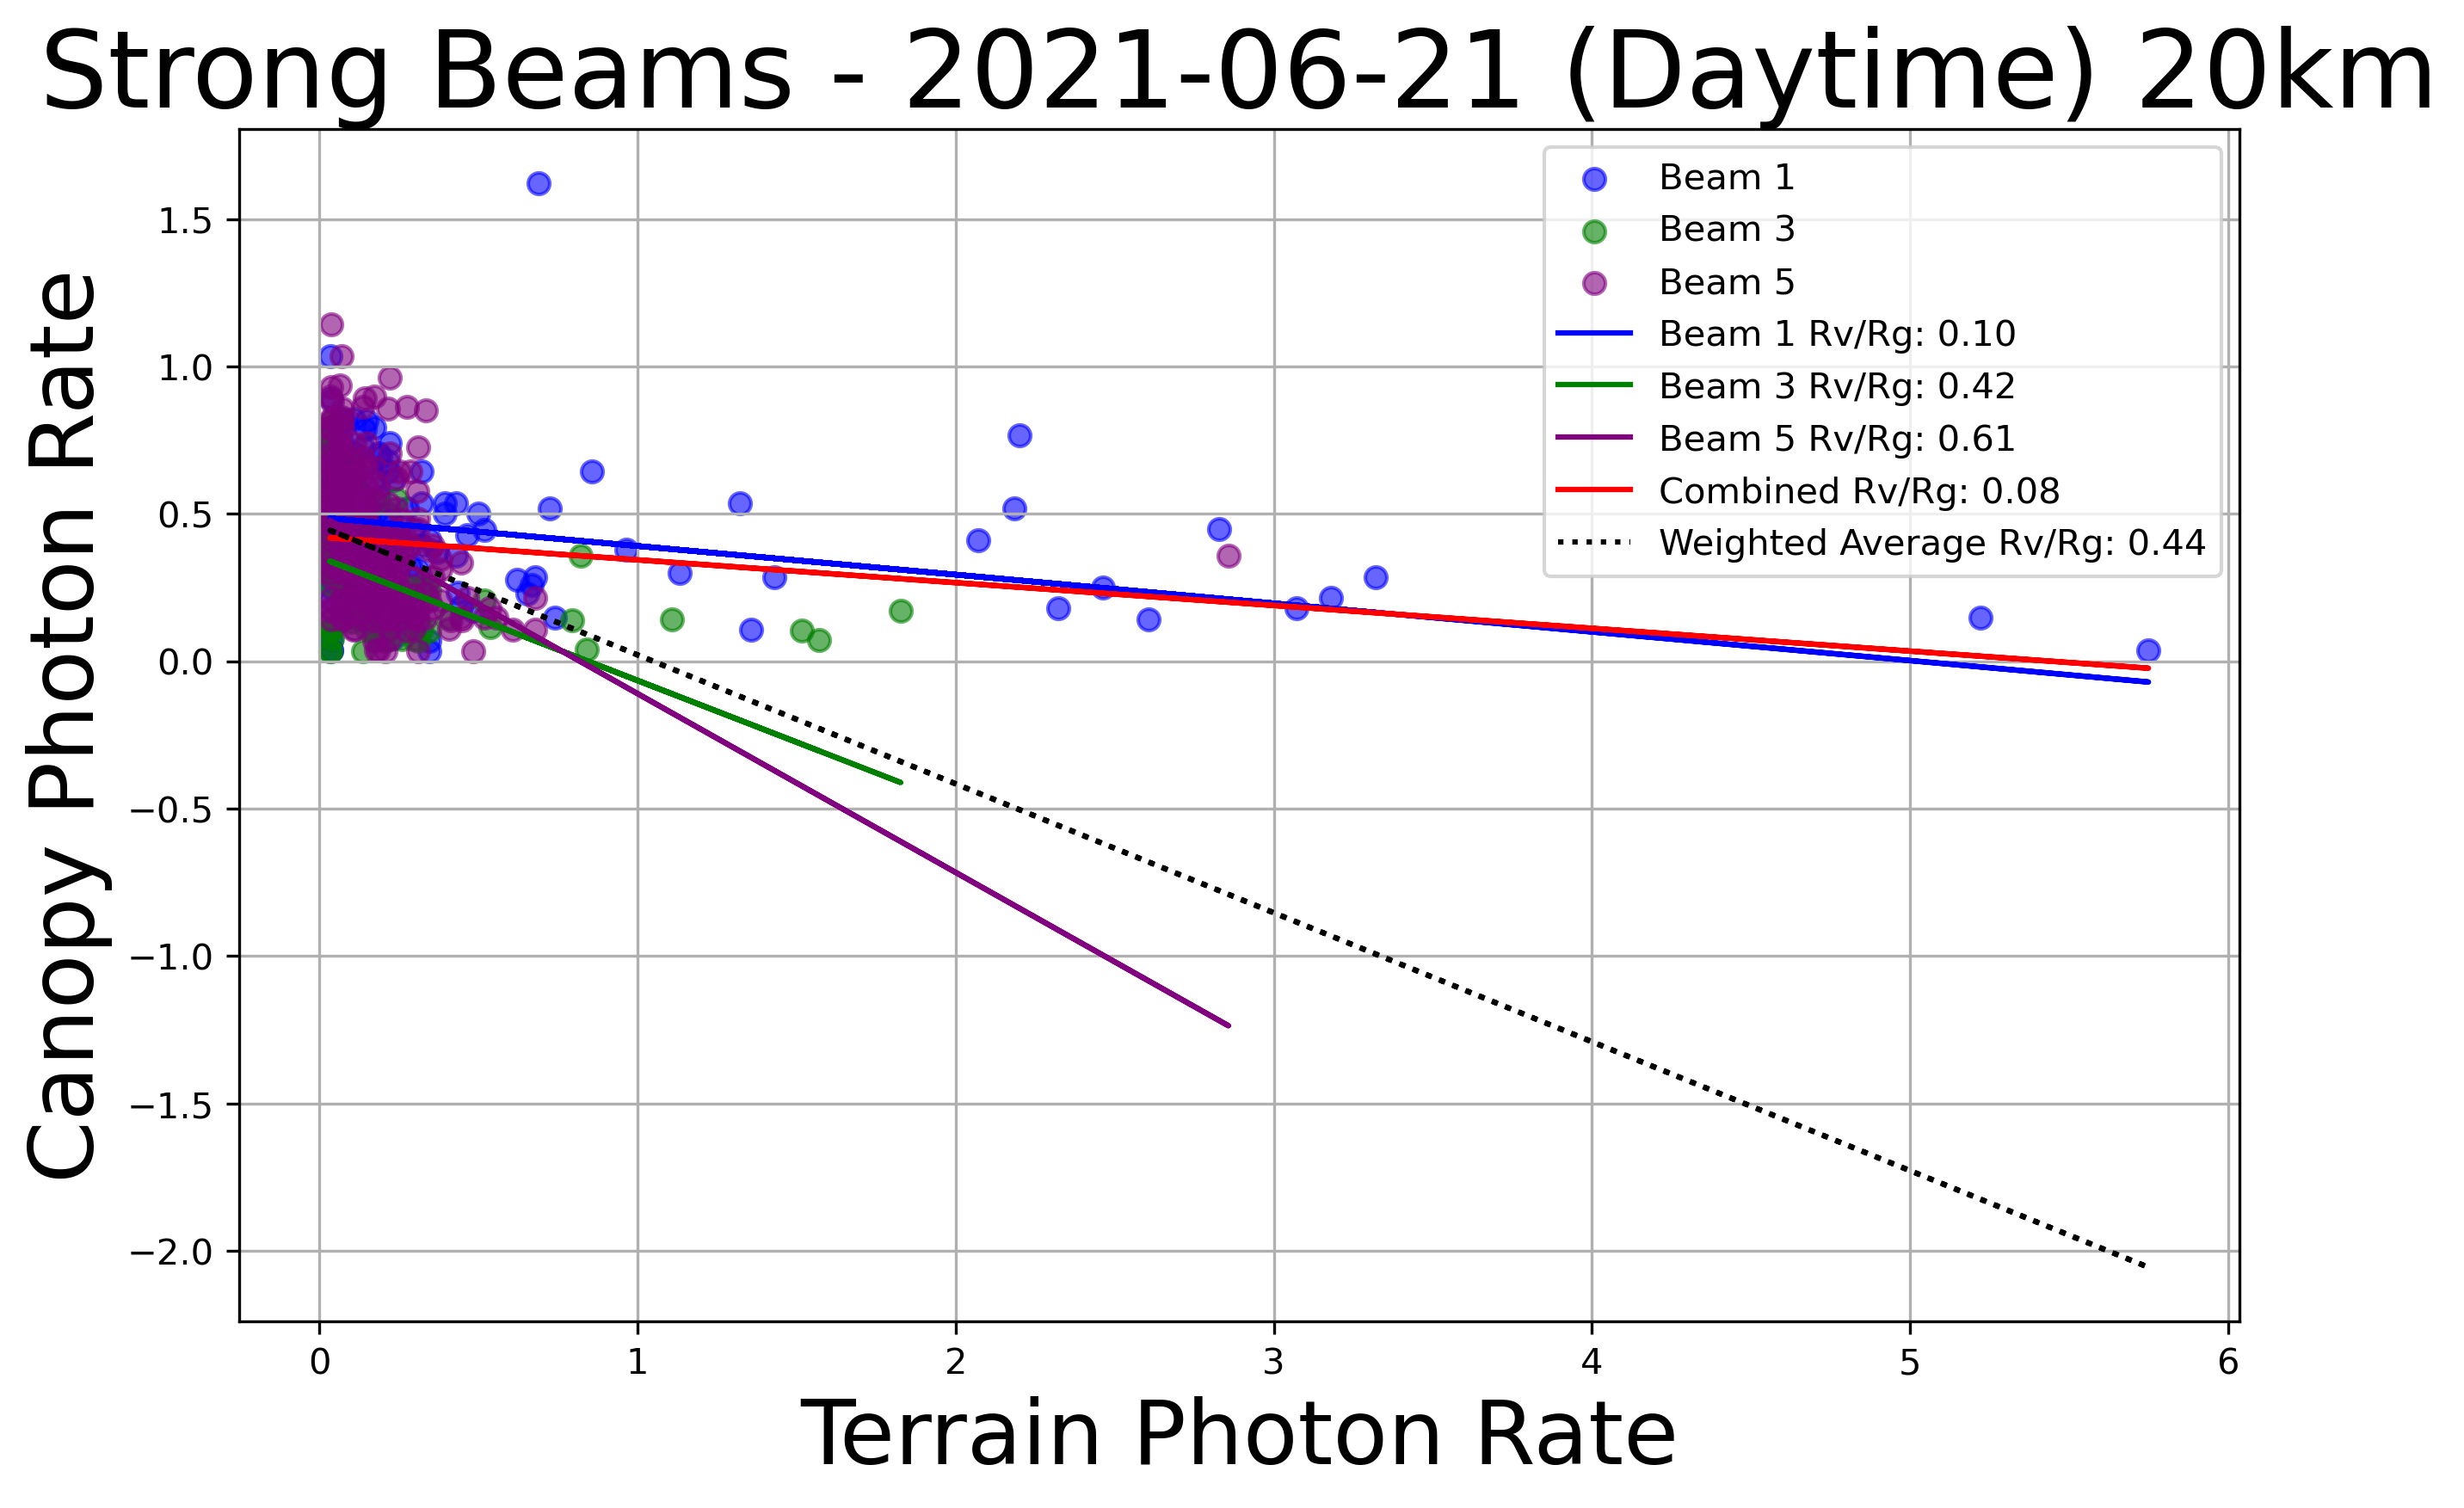 Strong Beams - 2021-06-21 (Daytime) 20km
Canopy Photon Rate
1.5
1.0
0.5
0.0
−0.5
−1.0
−1.5
−2.0
Beam 1
Beam 3
Beam 5
Beam 1 Rv/Rg: 0.10
Beam 3 Rv/Rg: 0.42
Beam 5 Rv/Rg: 0.61
Combined Rv/Rg: 0.08
Weighted Average Rv/Rg: 0.44
0 1 2 3 4 5 6
Terrain Photon Rate